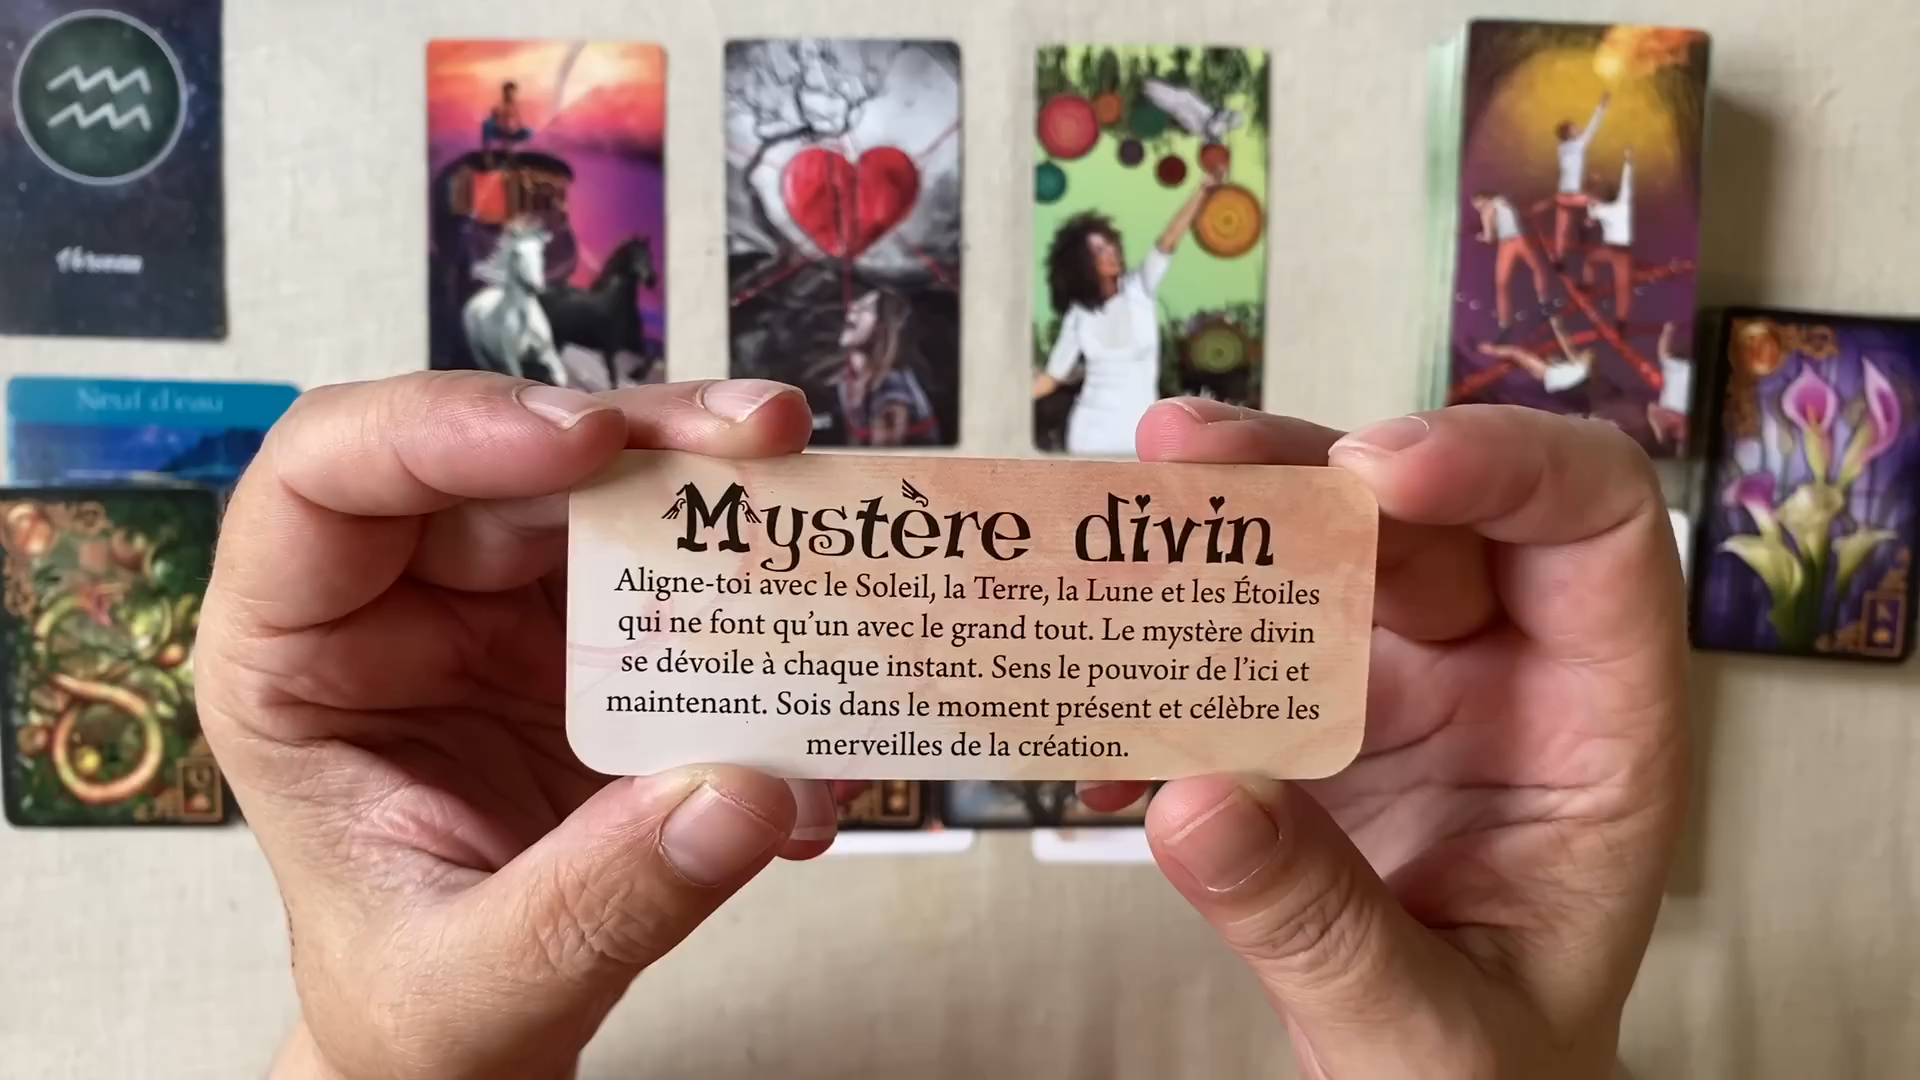 Verseau
Neuf d'eau
Mystère divin
Aligne-toi avec le Soleil, la Terre, la Lune et les Étoiles
qui ne font qu'un avec le grand tout. Le mystère divin
se dévoile à chaque instant. Sens le pouvoir de l'ici et
maintenant. Sois dans le moment présent et célèbre les
merveilles de la création.